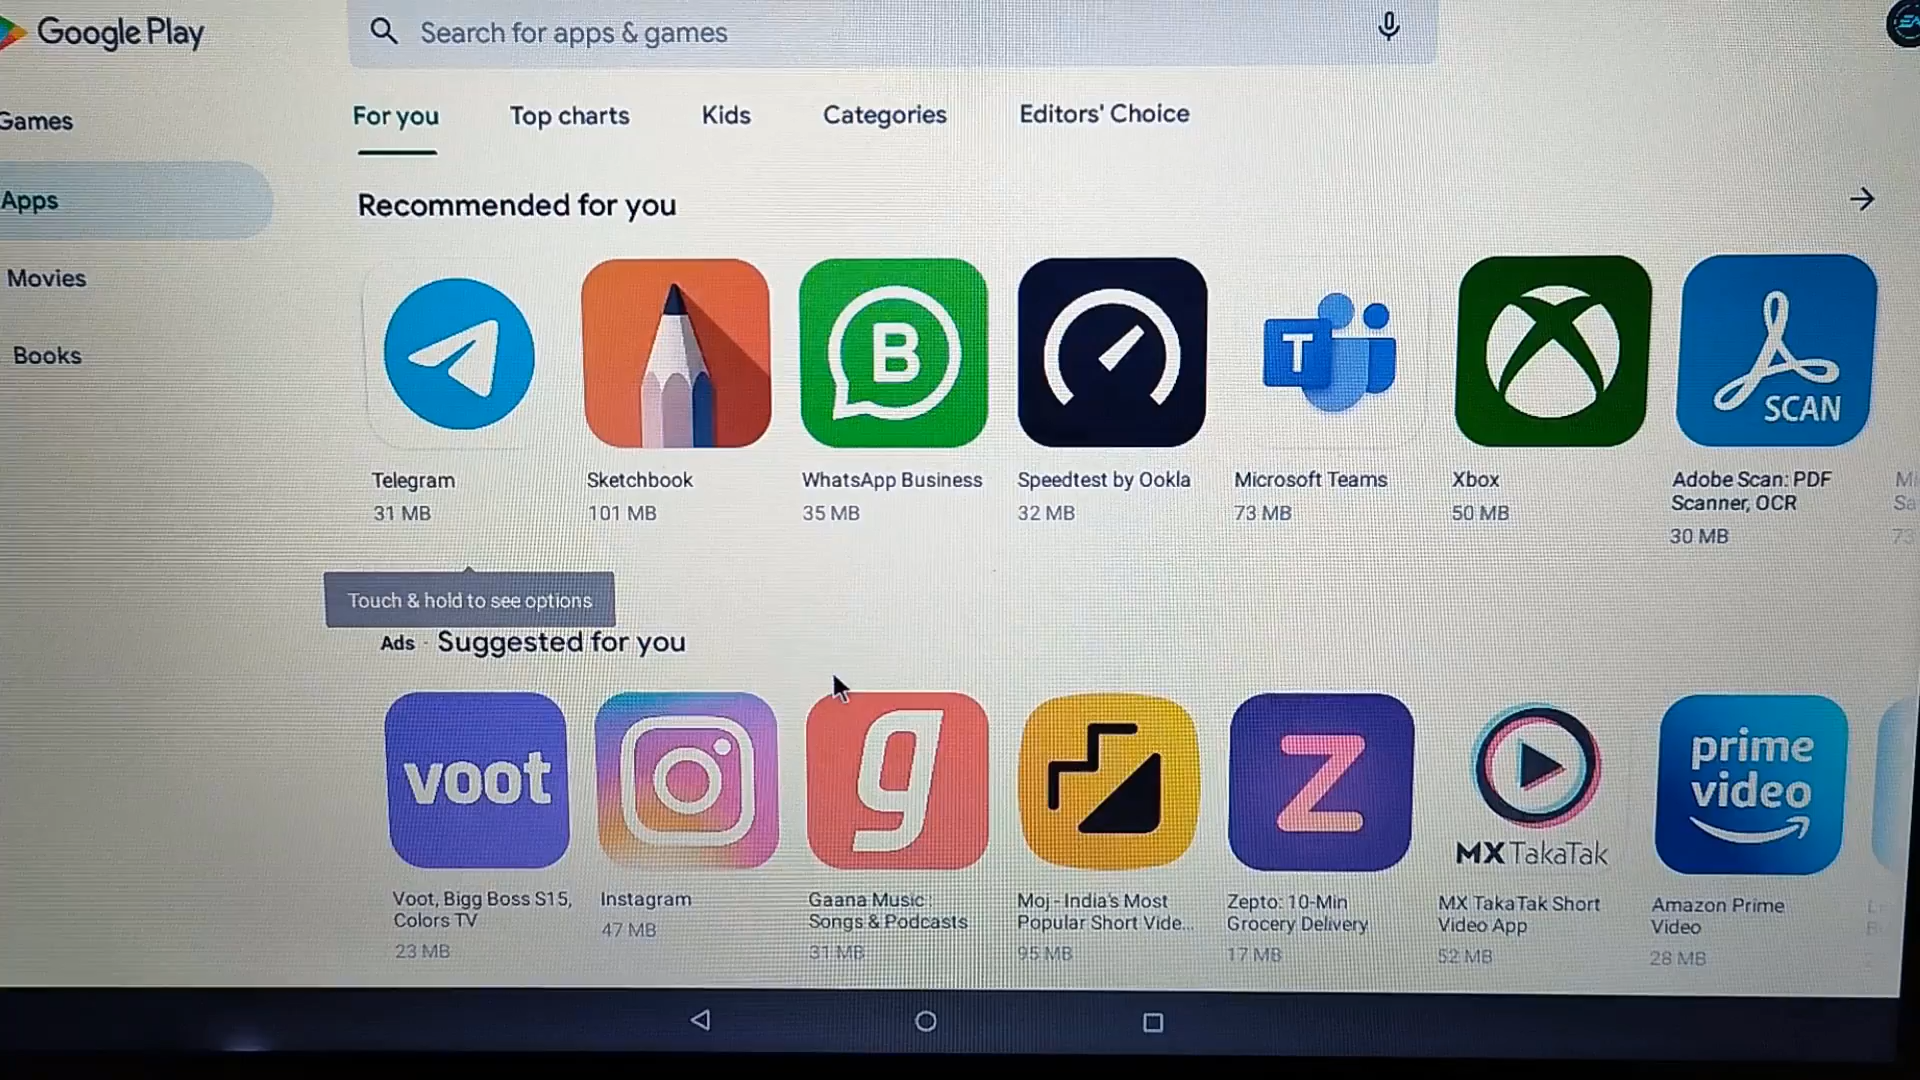 Google Play
Search for apps & games
Games
Apps
Movies
Books
For you
Top charts
Kids
Categories
Editors' Choice
Recommended for you
SCAN
Telegram
31 MB
Sketchbook
101 MB
B
WhatsApp Business
35 MB
Speedtest by Ookla
32 MB
T
Microsoft Teams
73 MB
Xbox
50 MB
Adobe Scan: PDF
Scanner, OCR
30 MB
Touch & hold to see options
Ads · Suggested for you
voot
Voot, Bigg Boss S15,
Colors TV
23 MB
Instagram
47 MB
g
Gaana Music :
Songs & Podcasts
31 MB
Moj - India's Most
Popular Short Vide...
95 MB
Z
Zepto: 10-Min
Grocery Delivery
17 MB
MX TakaTak
MX TakaTak Short
Video App
52 MB
prime
video
Amazon Prime
Video
28 MB